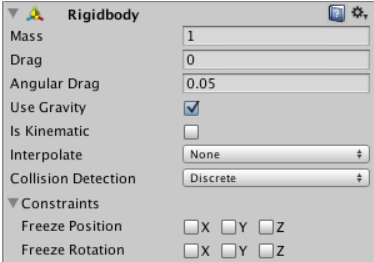 Rigidbody
Mass 1
Drag 0
Angular Drag 0.05
Use Gravity
Is Kinematic
Interpolate None
Collision Detection Discrete
Constraints
Freeze Position X Y Z
Freeze Rotation X Y Z